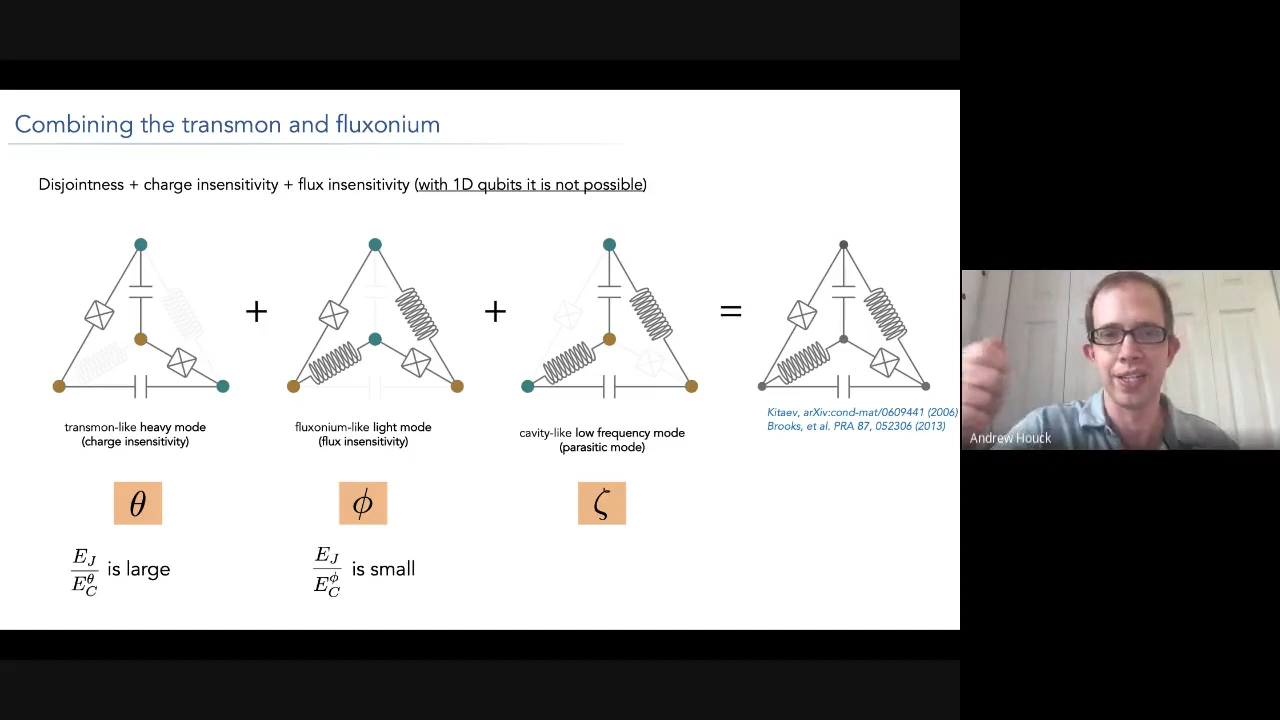 Combining the transmon and fluxonium
Disjointness + charge insensitivity + flux insensitivity (with 1D qubits it is not possible)
+
+
=
transmon-like heavy mode
(charge insensitivity)
fluxonium-like light mode
(flux insensitivity)
cavity-like low frequency mode
(parasitic mode)
Kitaev, arXiv:cond-mat/0609441 (2006)
Brooks, et al. PRA 87, 052306 (2013)
θ
ϕ
ζ
E_J / E_C^θ is large
E_J / E_C^ϕ is small
Andrew Houck